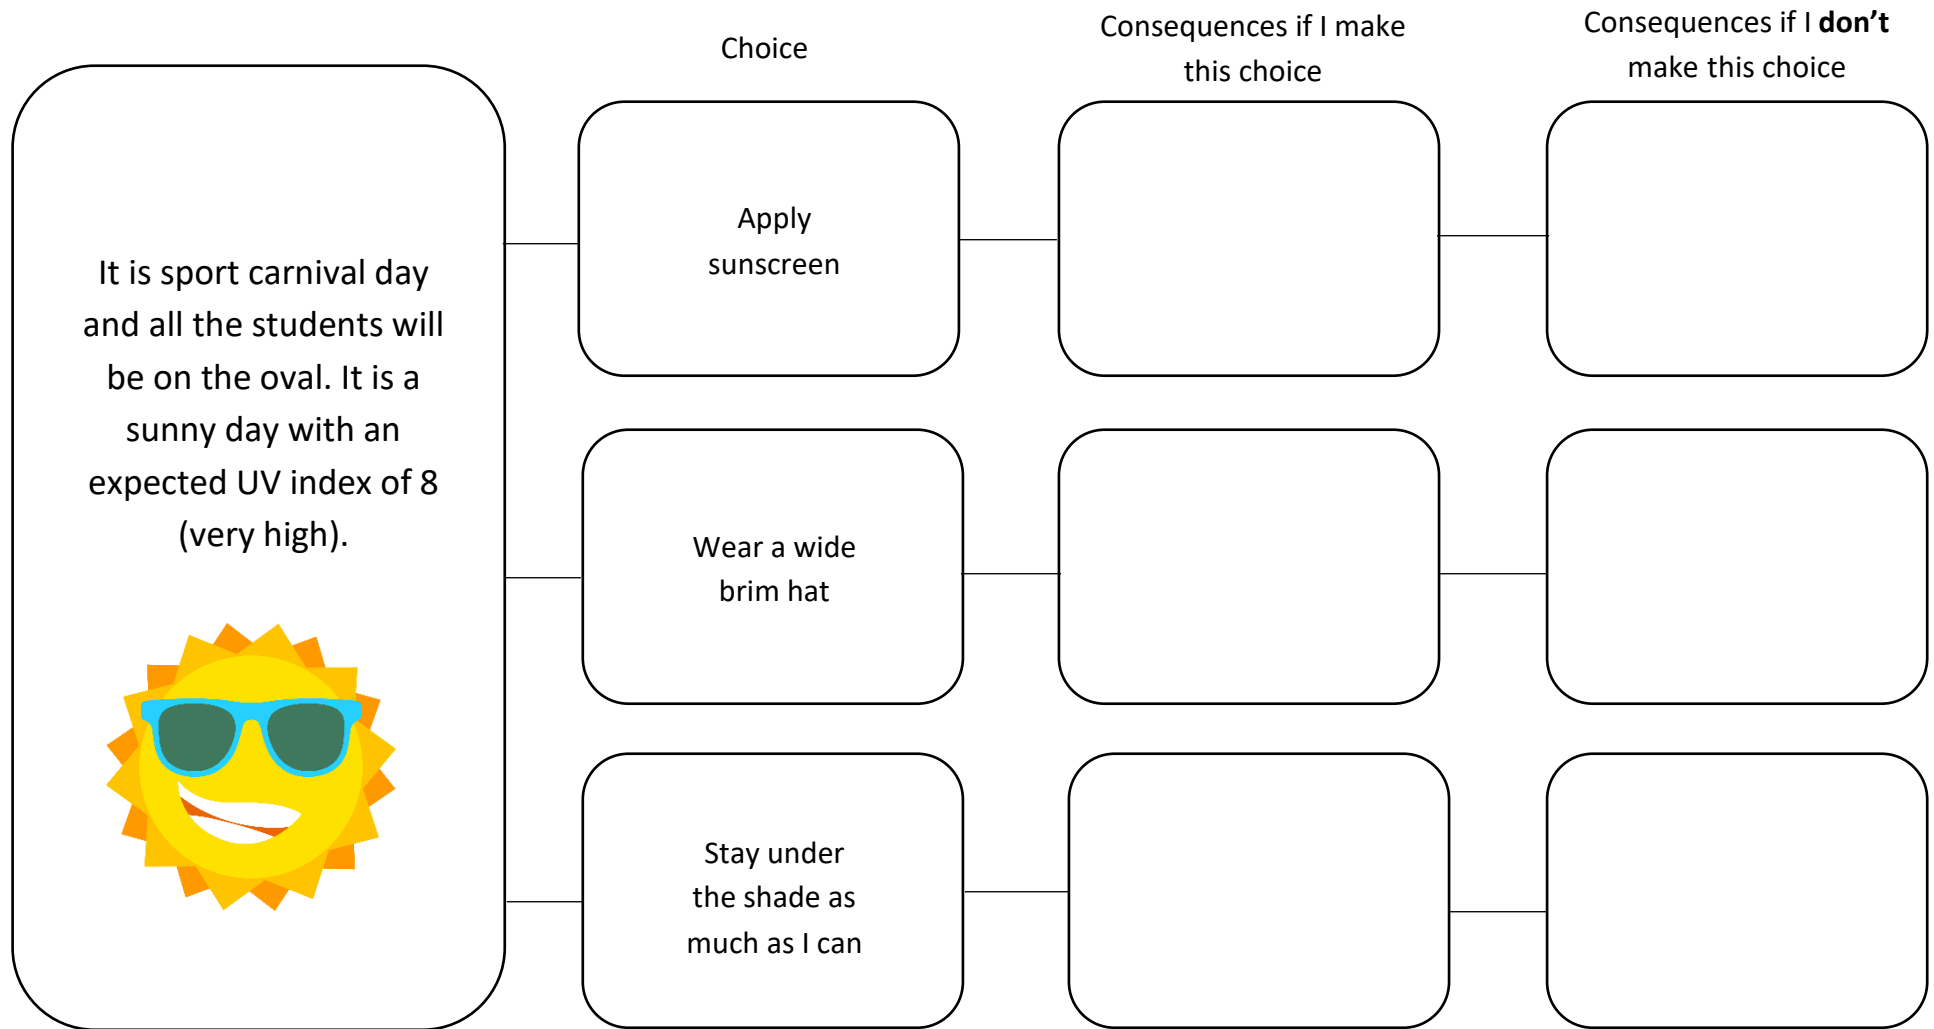 It is sport carnival day
and all the students will
be on the oval. It is a
sunny day with an
expected UV index of 8
(very high).
Choice
Consequences if I make
this choice
Consequences if I don’t
make this choice
Apply
sunscreen
Wear a wide
brim hat
Stay under
the shade as
much as I can